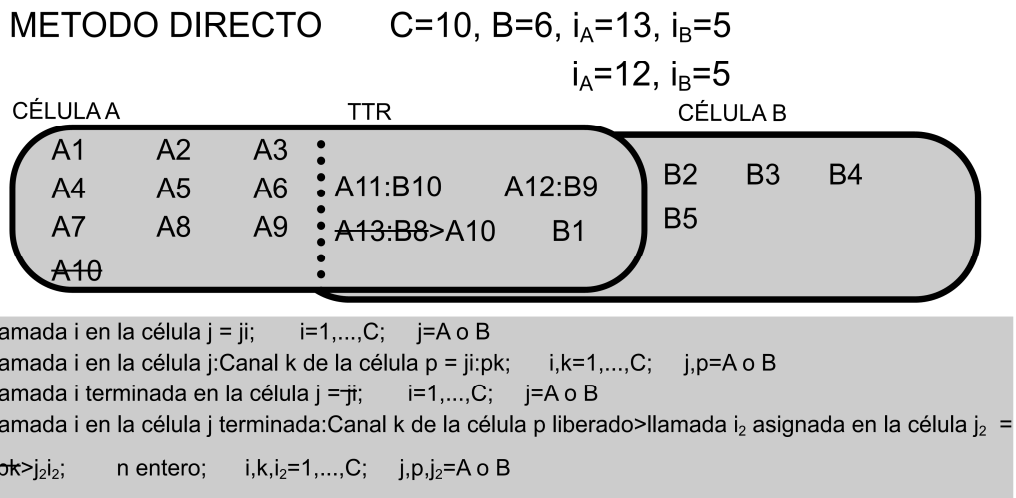 METODO DIRECTO C=10, B=6, iA=13, iB=5
iA=12, iB=5
CÉLULA A TTR CÉLULA B
A1 A2 A3
A4 A5 A6 A11:B10 A12:B9 B2 B3 B4
A7 A8 A9 A13:B8>A10 B1 B5
A10
amada i en la célula j = ji; i=1,...,C; j=A o B
amada i en la célula j:Canal k de la célula p = ji:pk; i,k=1,...,C; j,p=A o B
amada i terminada en la célula j = ji; i=1,...,C; j=A o B
amada i en la célula j terminada:Canal k de la célula p liberado>llamada i2 asignada en la célula j2 =
pk>j2i2; n entero; i,k,i2=1,...,C; j,p,j2=A o B